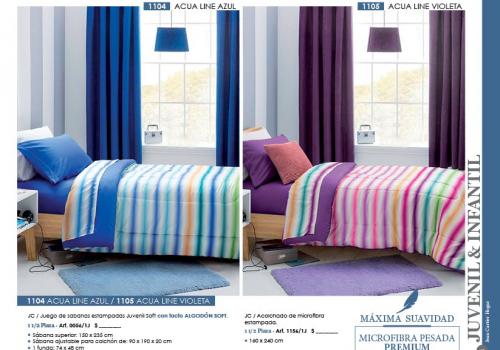 1104 ACUA LINE AZUL
1105 ACUA LINE VIOLETA
1104 ACUA LINE AZUL / 1105 ACUA LINE VIOLETA
JC / Juego de sábanas estampadas Juvenil Soft con tacto ALGODÓN SOFT.
1 1/2 Plaza - Art. 0056/1J $
• Sábana superior: 150 x 235 cm
• Sábana ajustable para colchón de: 90 x 190 x 20 cm
• 1 funda: 74 x 48 cm
JC / Acolchado de microfibra
estampada.
1 1/2 Plaza - Art. 1156/1J $
• 160 x 240 cm
MÁXIMA SUAVIDAD
MICROFIBRA PESADA
PREMIUM
JUVENIL & INFANTIL